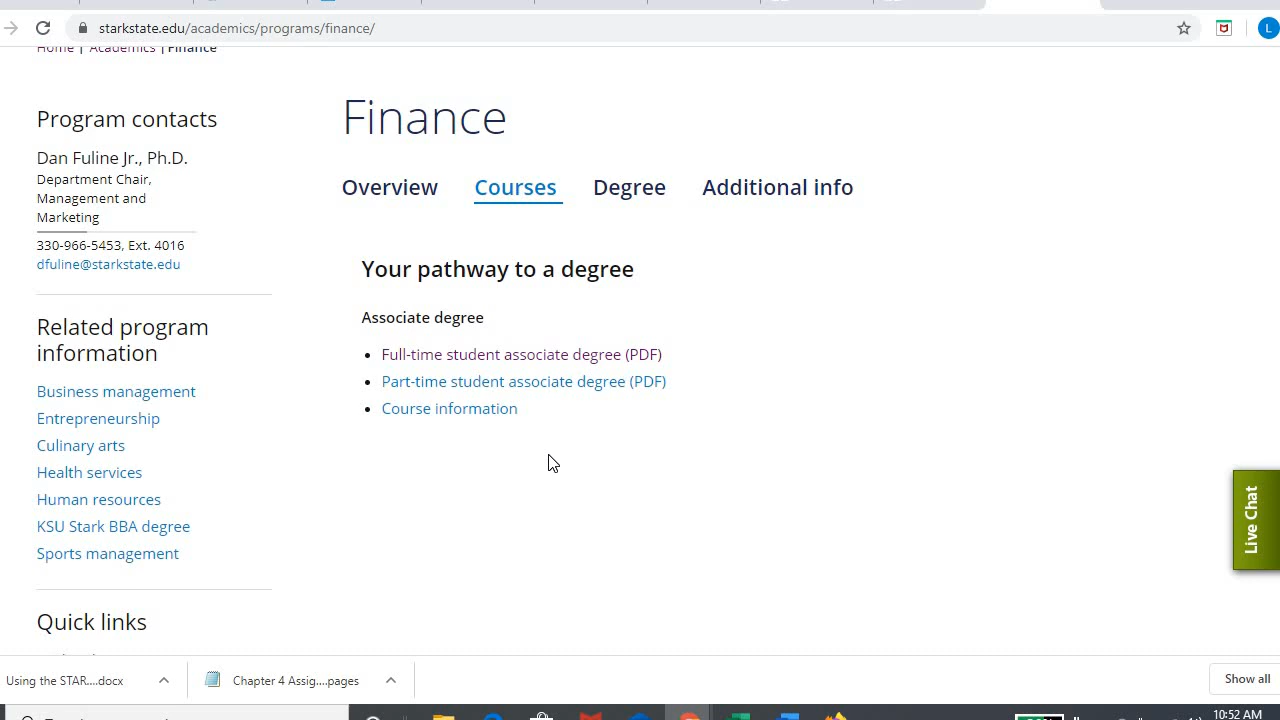 starkstate.edu/academics/programs/finance/
L
Home | Academics | Finance
Program contacts
Dan Fuline Jr., Ph.D.
Department Chair,
Management and
Marketing
330-966-5453, Ext. 4016
dfuline@starkstate.edu
Related program
information
Business management
Entrepreneurship
Culinary arts
Health services
Human resources
KSU Stark BBA degree
Sports management
Quick links
Finance
Overview Courses Degree Additional info
Your pathway to a degree
Associate degree
• Full-time student associate degree (PDF)
• Part-time student associate degree (PDF)
• Course information
Live Chat
Using the STAR....docx
Chapter 4 Assig....pages
Show all
10:52 AM